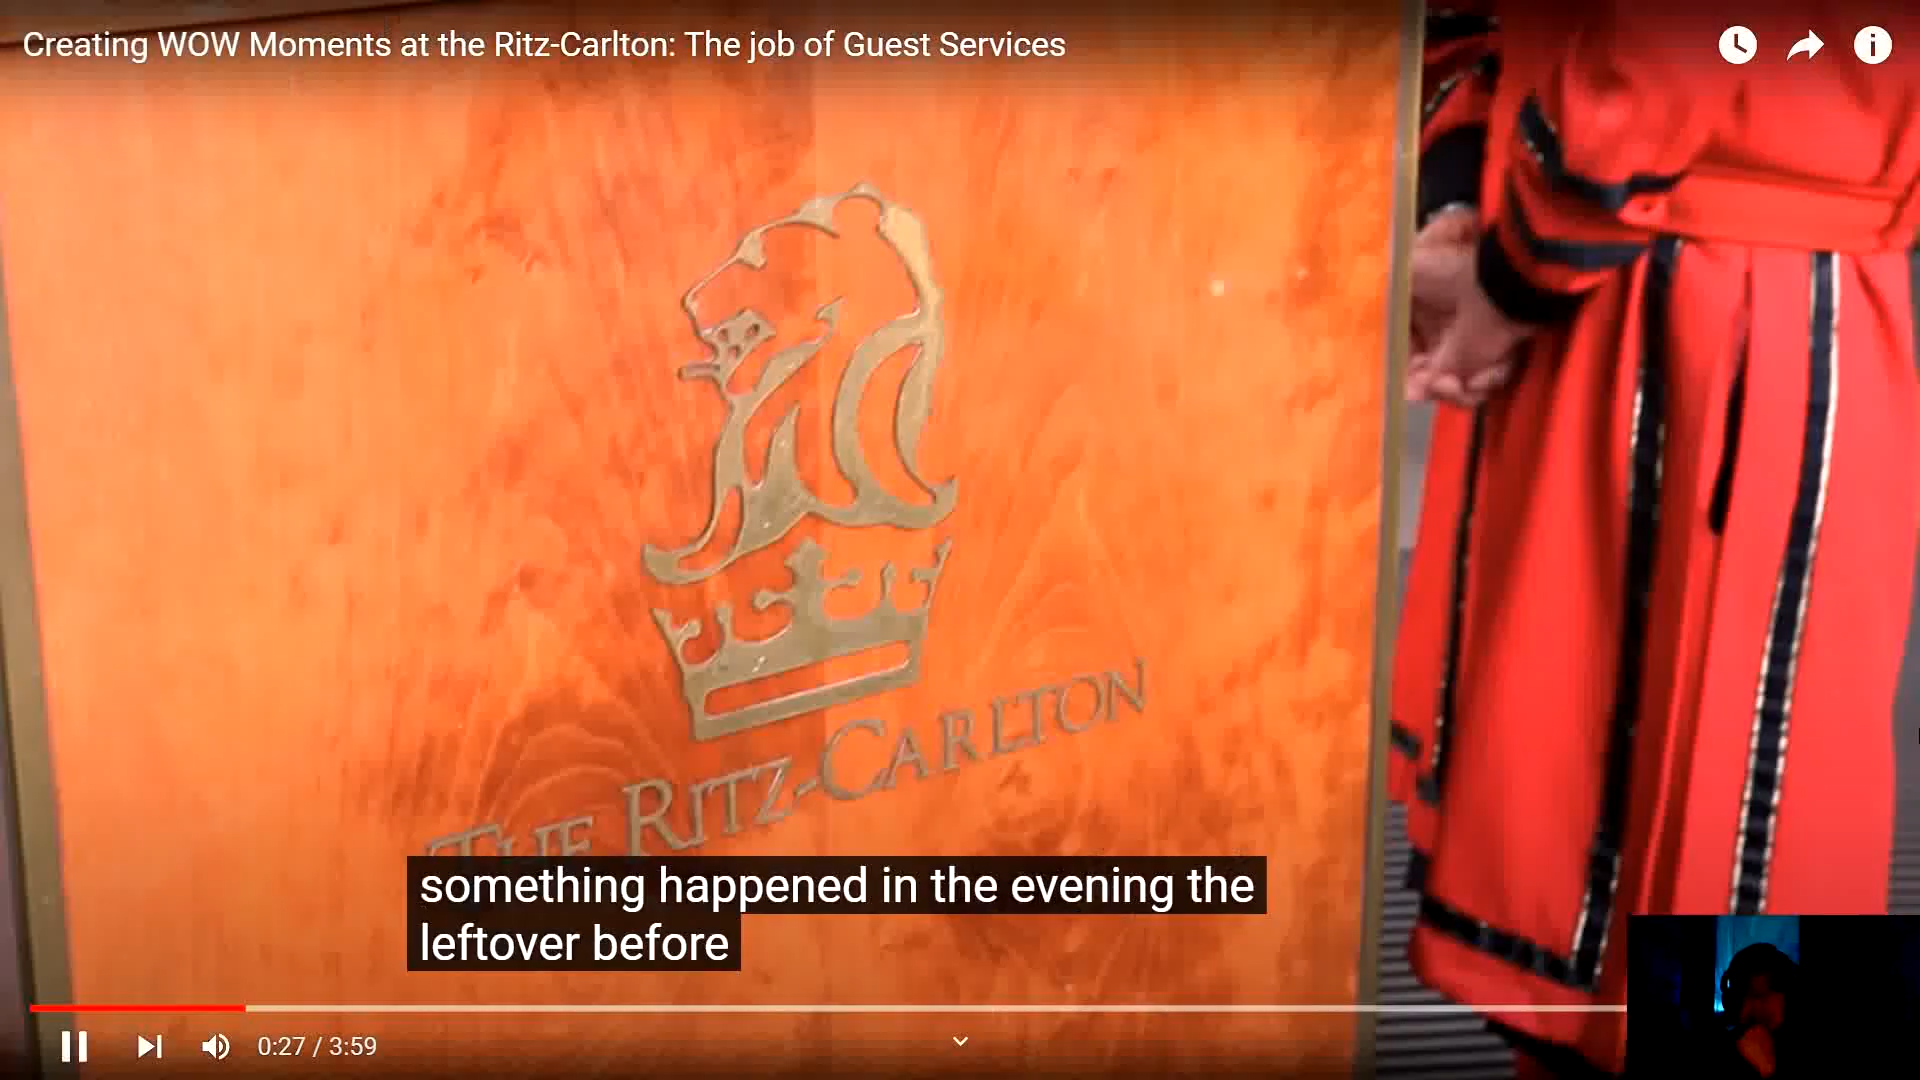 Creating WOW Moments at the Ritz-Carlton: The job of Guest Services
THE RITZ-CARLTON
something happened in the evening the
leftover before
0:27 / 3:59